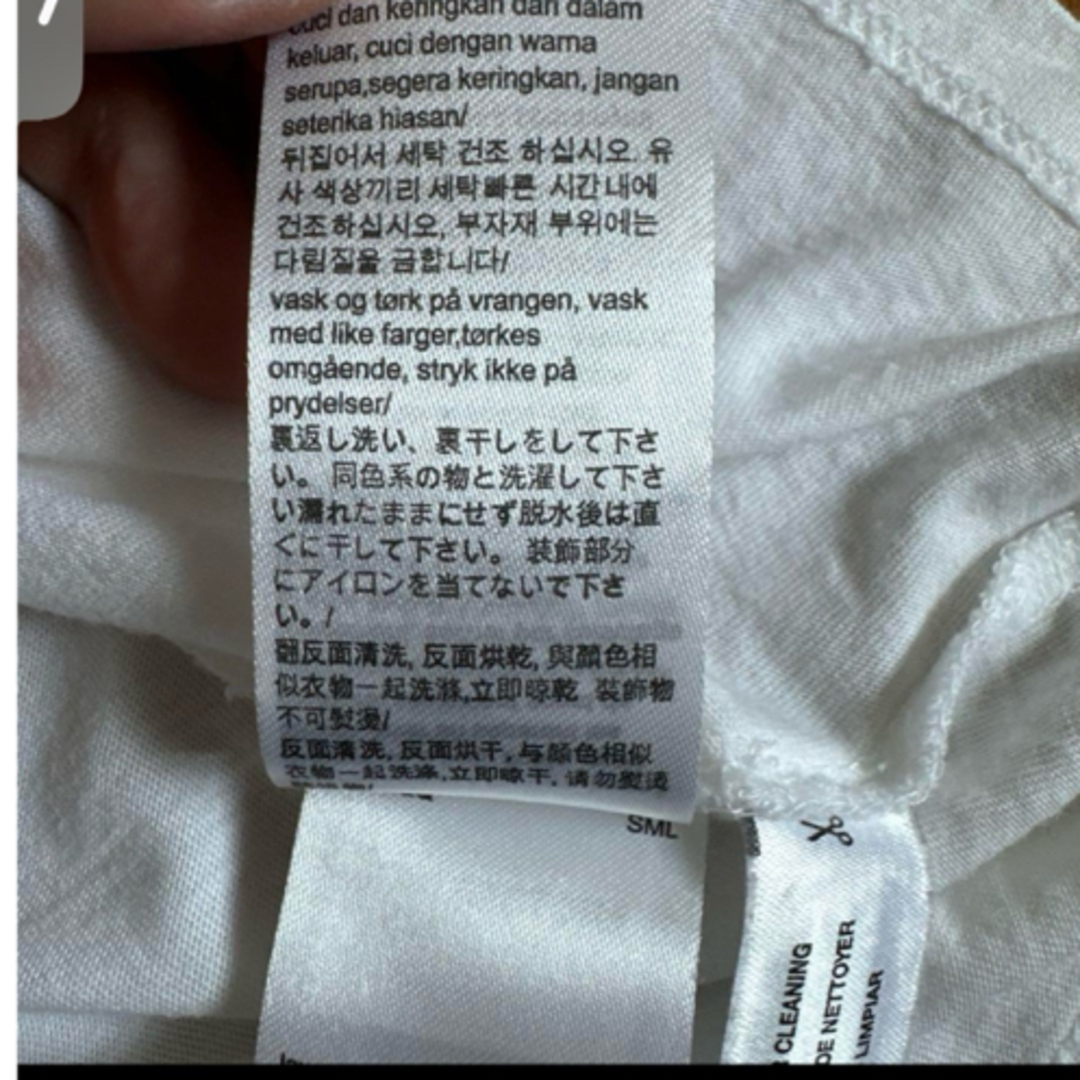 cuci dan keringkan dari dalam
keluar, cuci dengan warna
serupa,segera keringkan, jangan
seterika hiasan/
뒤집어서 세탁 건조 하십시오. 유
사 색상끼리 세탁빠른 시간내에
건조하십시오, 부자재 부위에는
다림질을 금합니다/
vask og tørk på vrangen, vask
med like farger,tørkes
omgående, stryk ikke på
prydelser/
裏返し洗い、裏干しをして下さ
い。 同色系の物と洗濯して下さ
い濡れたままにせず脱水後は直
ぐに干して下さい。 装飾部分
にアイロンを当てないで下さ
い。/
翻反面清洗, 反面烘乾, 與顏色相
似衣物一起洗滌,立即晾乾 裝飾物
不可熨燙/
反面清洗, 反面烘干, 与颜色相似
衣物一起洗涤,立即晾干, 请勿熨烫
SML
CLEANING
DE NETTOYER
LIMPIAR